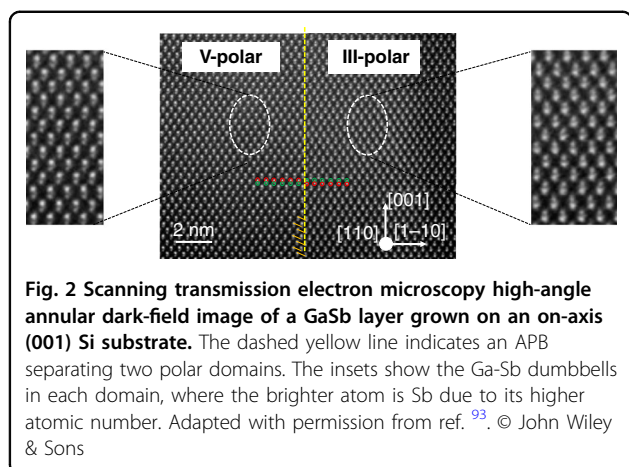 V-polar
III-polar
2 nm
[001]
[110]
[1–10]
Fig. 2 Scanning transmission electron microscopy high-angle
annular dark-field image of a GaSb layer grown on an on-axis
(001) Si substrate. The dashed yellow line indicates an APB
separating two polar domains. The insets show the Ga-Sb dumbbells
in each domain, where the brighter atom is Sb due to its higher
atomic number. Adapted with permission from ref. 93. © John Wiley
& Sons